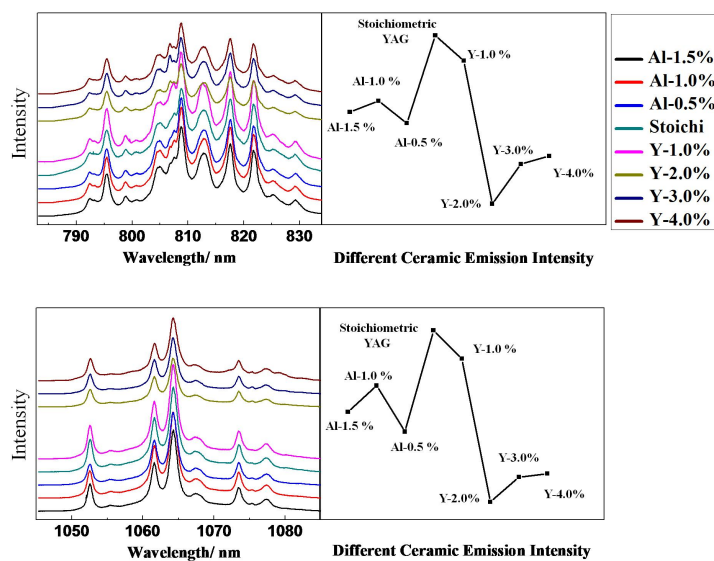 Intensity
790 800 810 820 830
Wavelength/ nm
Stoichiometric
YAG
Y-1.0 %
Al-1.0 %
Al-1.5 %
Al-0.5 %
Y-3.0%
Y-4.0%
Y-2.0%
Different Ceramic Emission Intensity
Al-1.5%
Al-1.0%
Al-0.5%
Stoichi
Y-1.0%
Y-2.0%
Y-3.0%
Y-4.0%
Intensity
1050 1060 1070 1080
Wavelength/ nm
Stoichiometric
YAG
Y-1.0 %
Al-1.0 %
Al-1.5 %
Al-0.5 %
Y-3.0%
Y-4.0%
Y-2.0%
Different Ceramic Emission Intensity